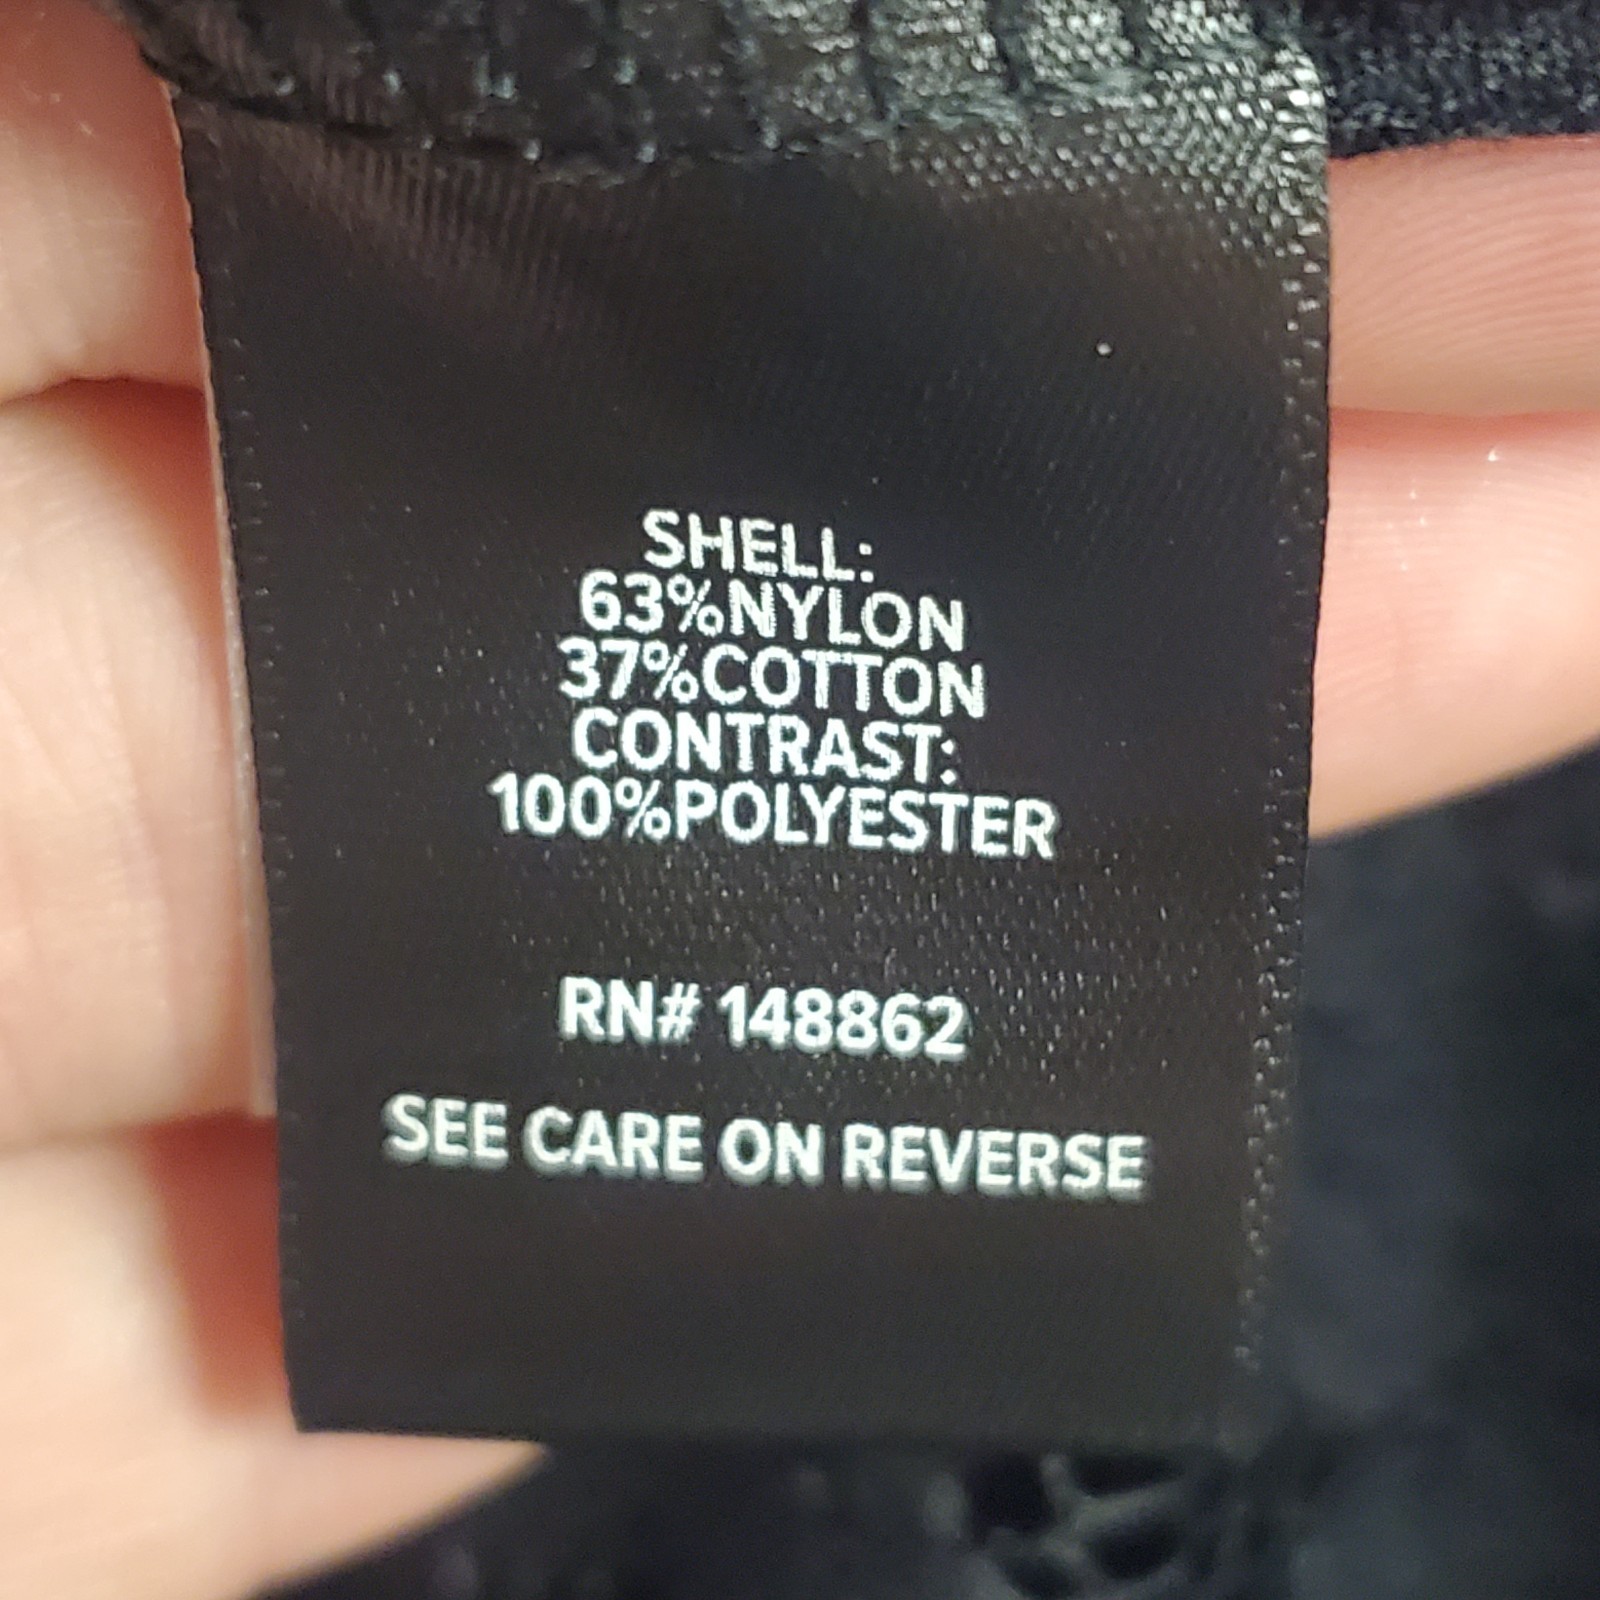 SHELL:
63%NYLON
37%COTTON
CONTRAST:
100%POLYESTER
RN# 148862
SEE CARE ON REVERSE